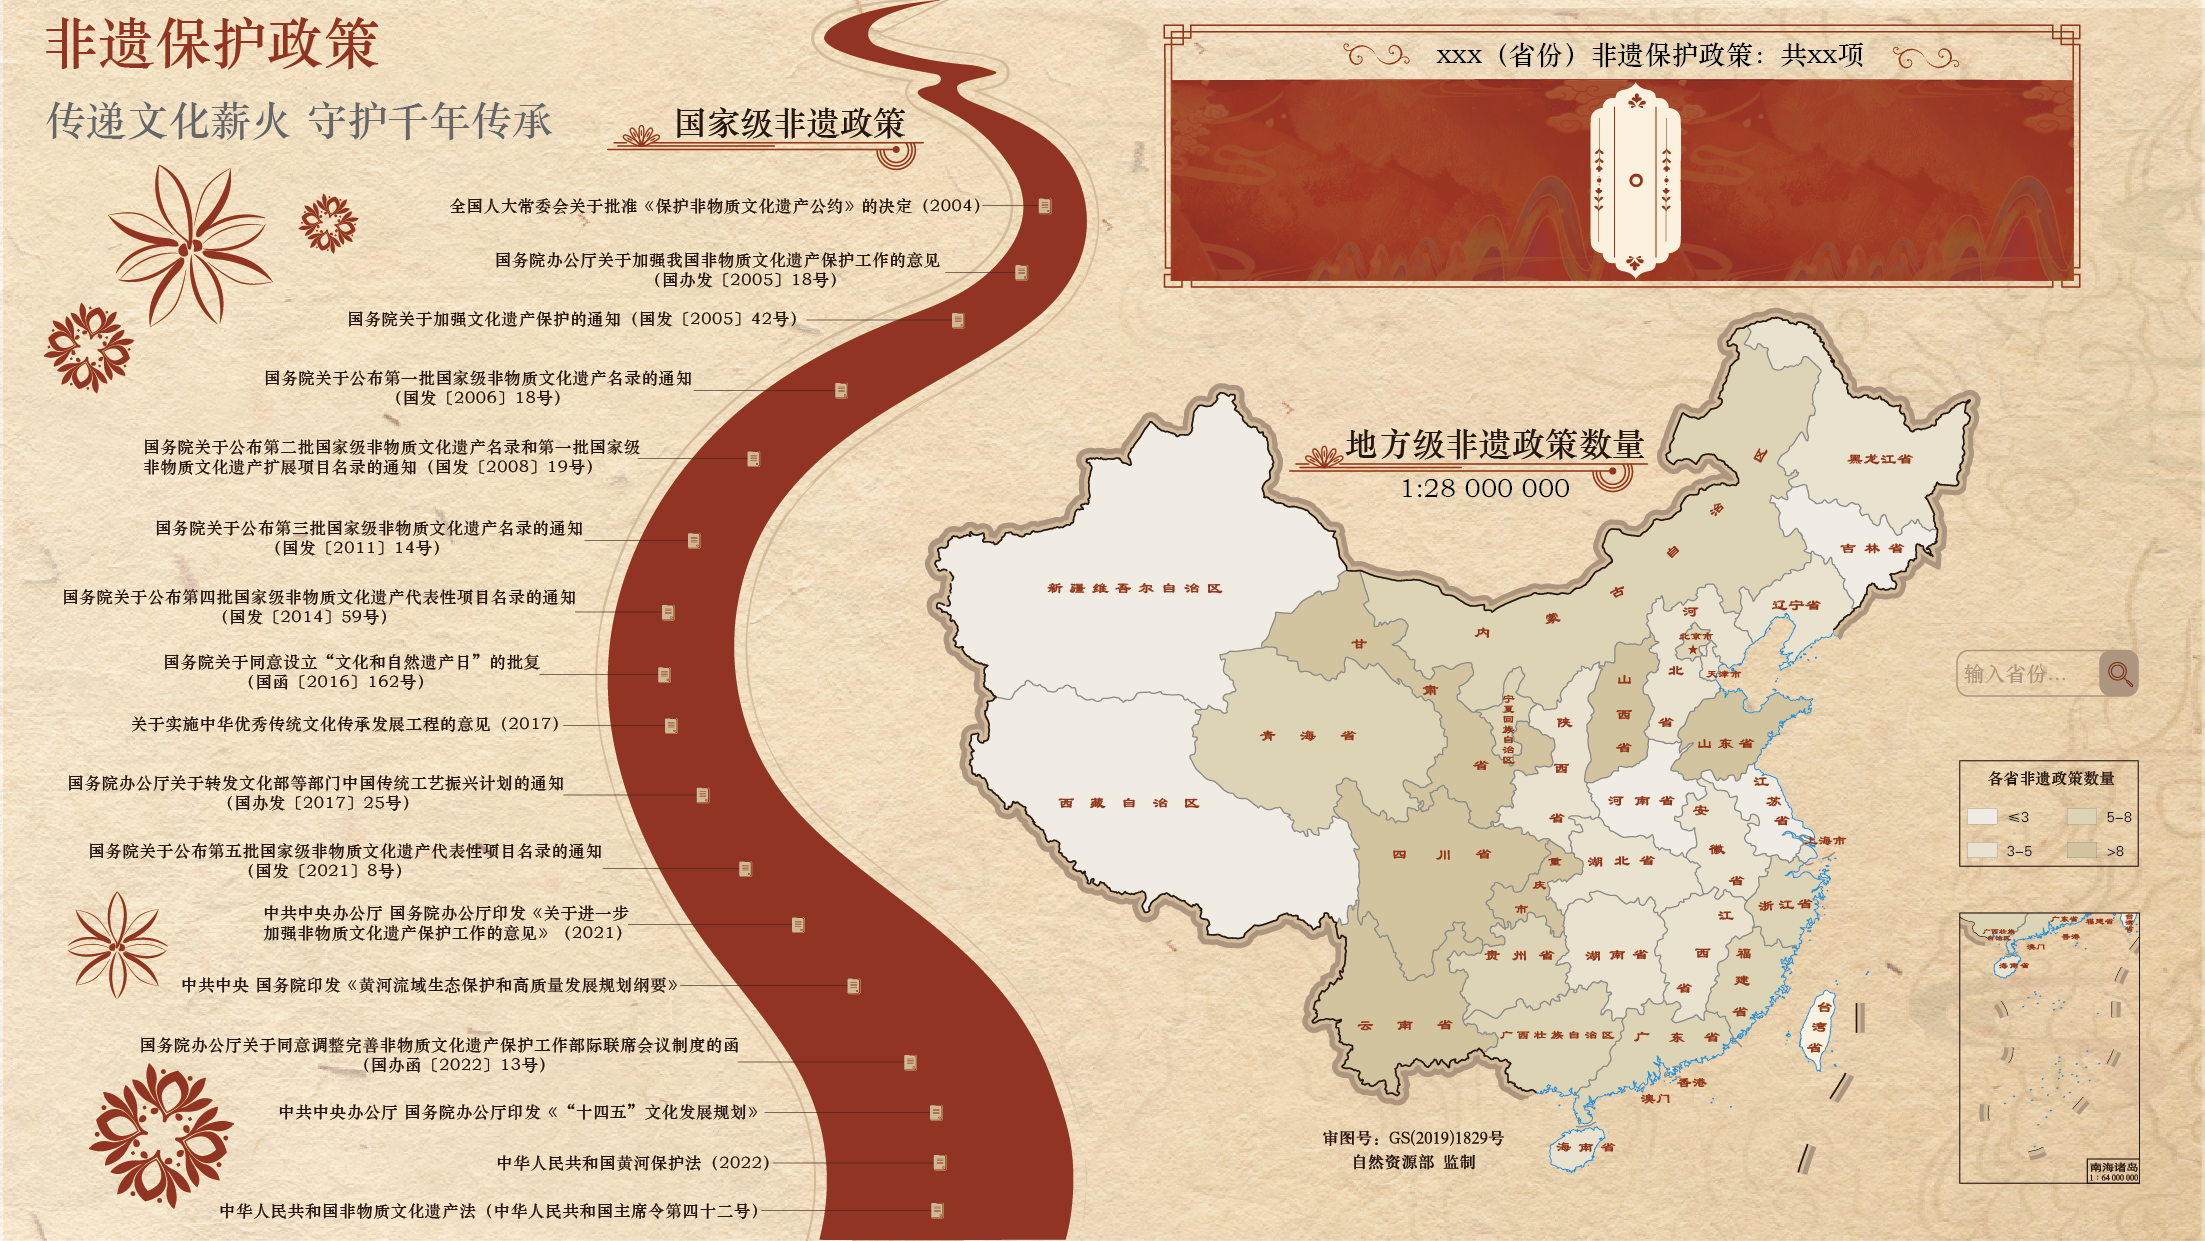 非遗保护政策
传递文化薪火 守护千年传承
国家级非遗政策
全国人大常委会关于批准《保护非物质文化遗产公约》的决定（2004）
国务院办公厅关于加强我国非物质文化遗产保护工作的意见
（国办发〔2005〕18号）
国务院关于加强文化遗产保护的通知（国发〔2005〕42号）
国务院关于公布第一批国家级非物质文化遗产名录的通知
（国发〔2006〕18号）
国务院关于公布第二批国家级非物质文化遗产名录和第一批国家级
非物质文化遗产扩展项目名录的通知（国发〔2008〕19号）
国务院关于公布第三批国家级非物质文化遗产名录的通知
（国发〔2011〕14号）
国务院关于公布第四批国家级非物质文化遗产代表性项目名录的通知
（国发〔2014〕59号）
国务院关于同意设立“文化和自然遗产日”的批复
（国函〔2016〕162号）
关于实施中华优秀传统文化传承发展工程的意见（2017）
国务院办公厅关于转发文化部等部门中国传统工艺振兴计划的通知
（国办发〔2017〕25号）
国务院关于公布第五批国家级非物质文化遗产代表性项目名录的通知
（国发〔2021〕8号）
中共中央办公厅 国务院办公厅印发《关于进一步
加强非物质文化遗产保护工作的意见》（2021）
中共中央 国务院印发《黄河流域生态保护和高质量发展规划纲要》
国务院办公厅关于同意调整完善非物质文化遗产保护工作部际联席会议制度的函
（国办函〔2022〕13号）
中共中央办公厅 国务院办公厅印发《“十四五”文化发展规划》
中华人民共和国黄河保护法（2022）
中华人民共和国非物质文化遗产法（中华人民共和国主席令第四十二号）
xxx（省份）非遗保护政策：共xx项
地方级非遗政策数量
1:28 000 000
黑龙江省
吉林省
辽宁省
内蒙古自治区
新疆维吾尔自治区
甘肃省
河北省
北京市
天津市
山西省
山东省
宁夏回族自治区
陕西省
青海省
西藏自治区
河南省
江苏省
安徽省
上海市
四川省
重庆市
湖北省
浙江省
江西省
湖南省
贵州省
福建省
云南省
广西壮族自治区
广东省
台湾省
香港
澳门
海南省
审图号：GS(2019)1829号
自然资源部 监制
输入省份...
各省非遗政策数量
≤3
5-8
3-5
>8
广西壮族
自治区
广东省
福建省
台湾省
香港
澳门
海南省
南海诸岛
1：64 000 000